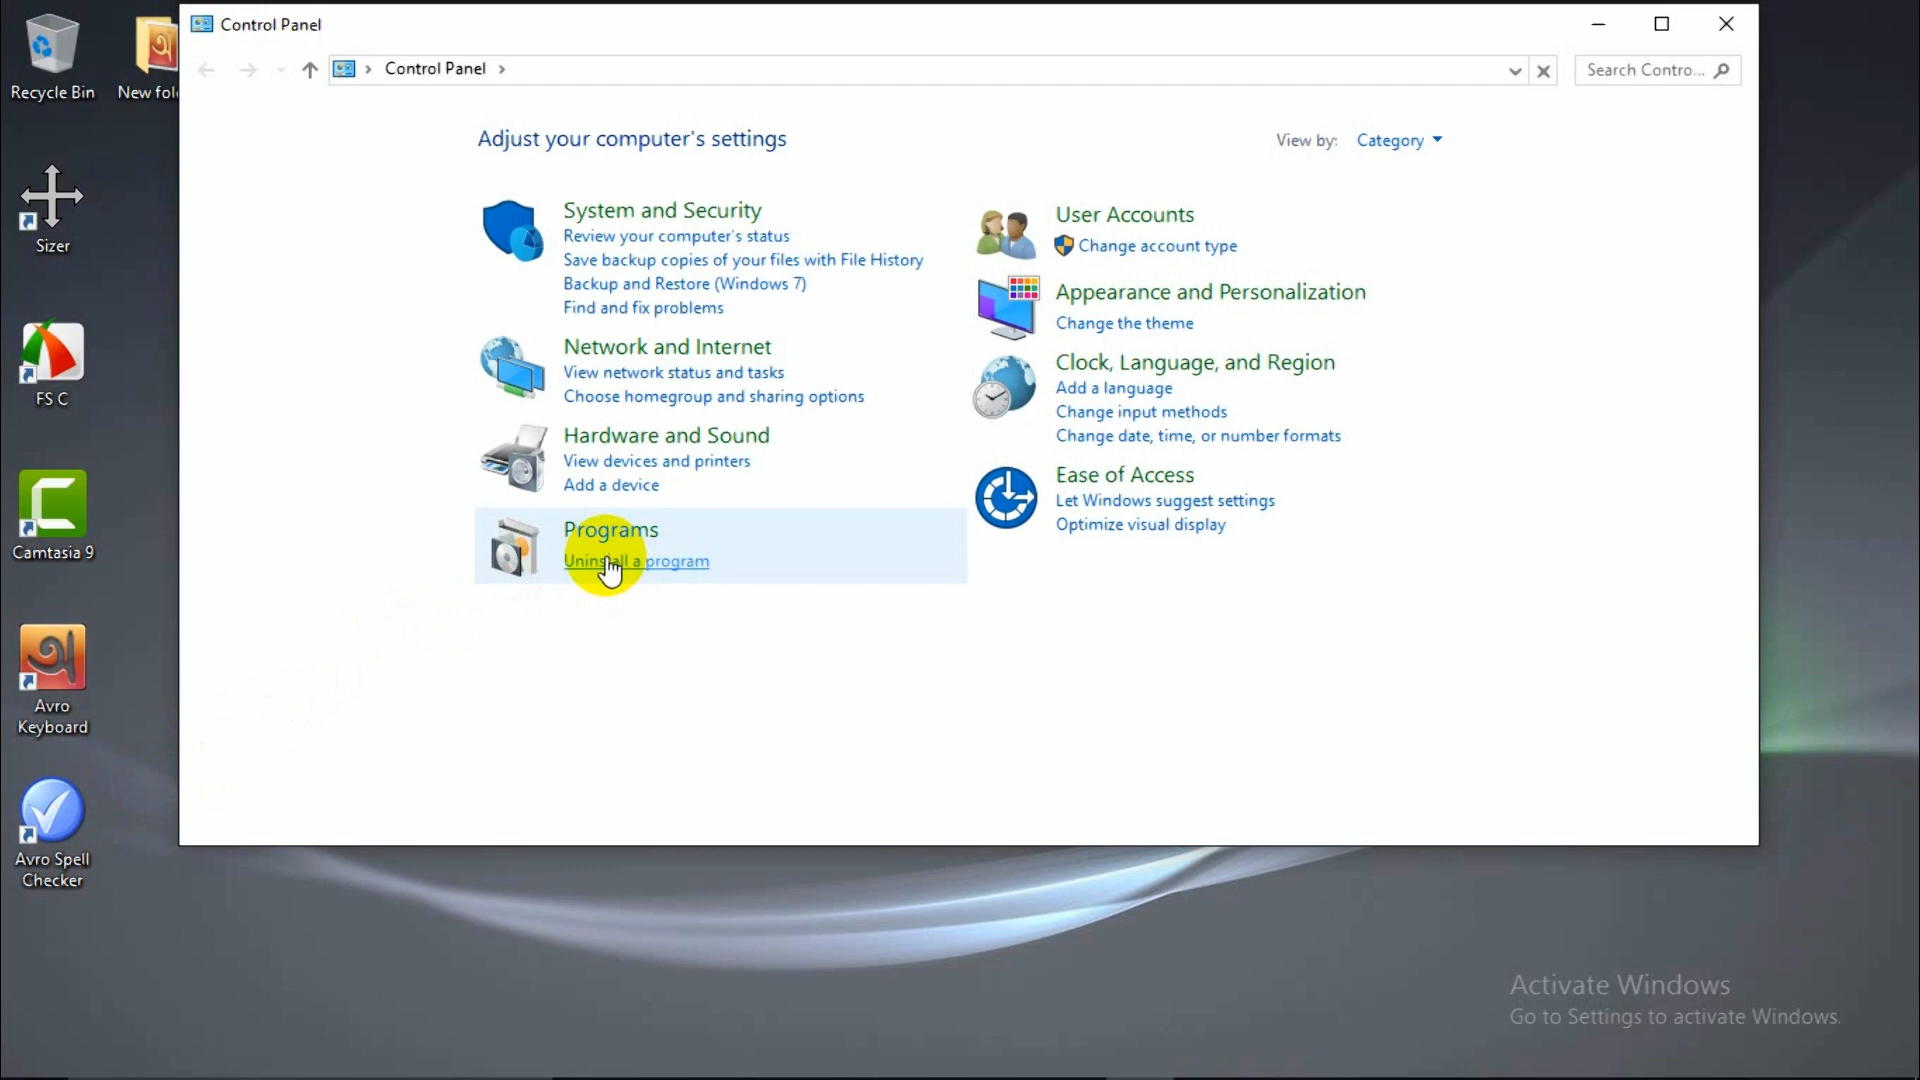 Control Panel
Control Panel
Search Contro...
Recycle Bin
New fol
Sizer
FS C
Camtasia 9
Avro
Keyboard
Avro Spell
Checker
Adjust your computer's settings
View by: Category
System and Security
Review your computer's status
Save backup copies of your files with File History
Backup and Restore (Windows 7)
Find and fix problems
Network and Internet
View network status and tasks
Choose homegroup and sharing options
Hardware and Sound
View devices and printers
Add a device
Programs
Uninstall a program
User Accounts
Change account type
Appearance and Personalization
Change the theme
Clock, Language, and Region
Add a language
Change input methods
Change date, time, or number formats
Ease of Access
Let Windows suggest settings
Optimize visual display
Activate Windows
Go to Settings to activate Windows.